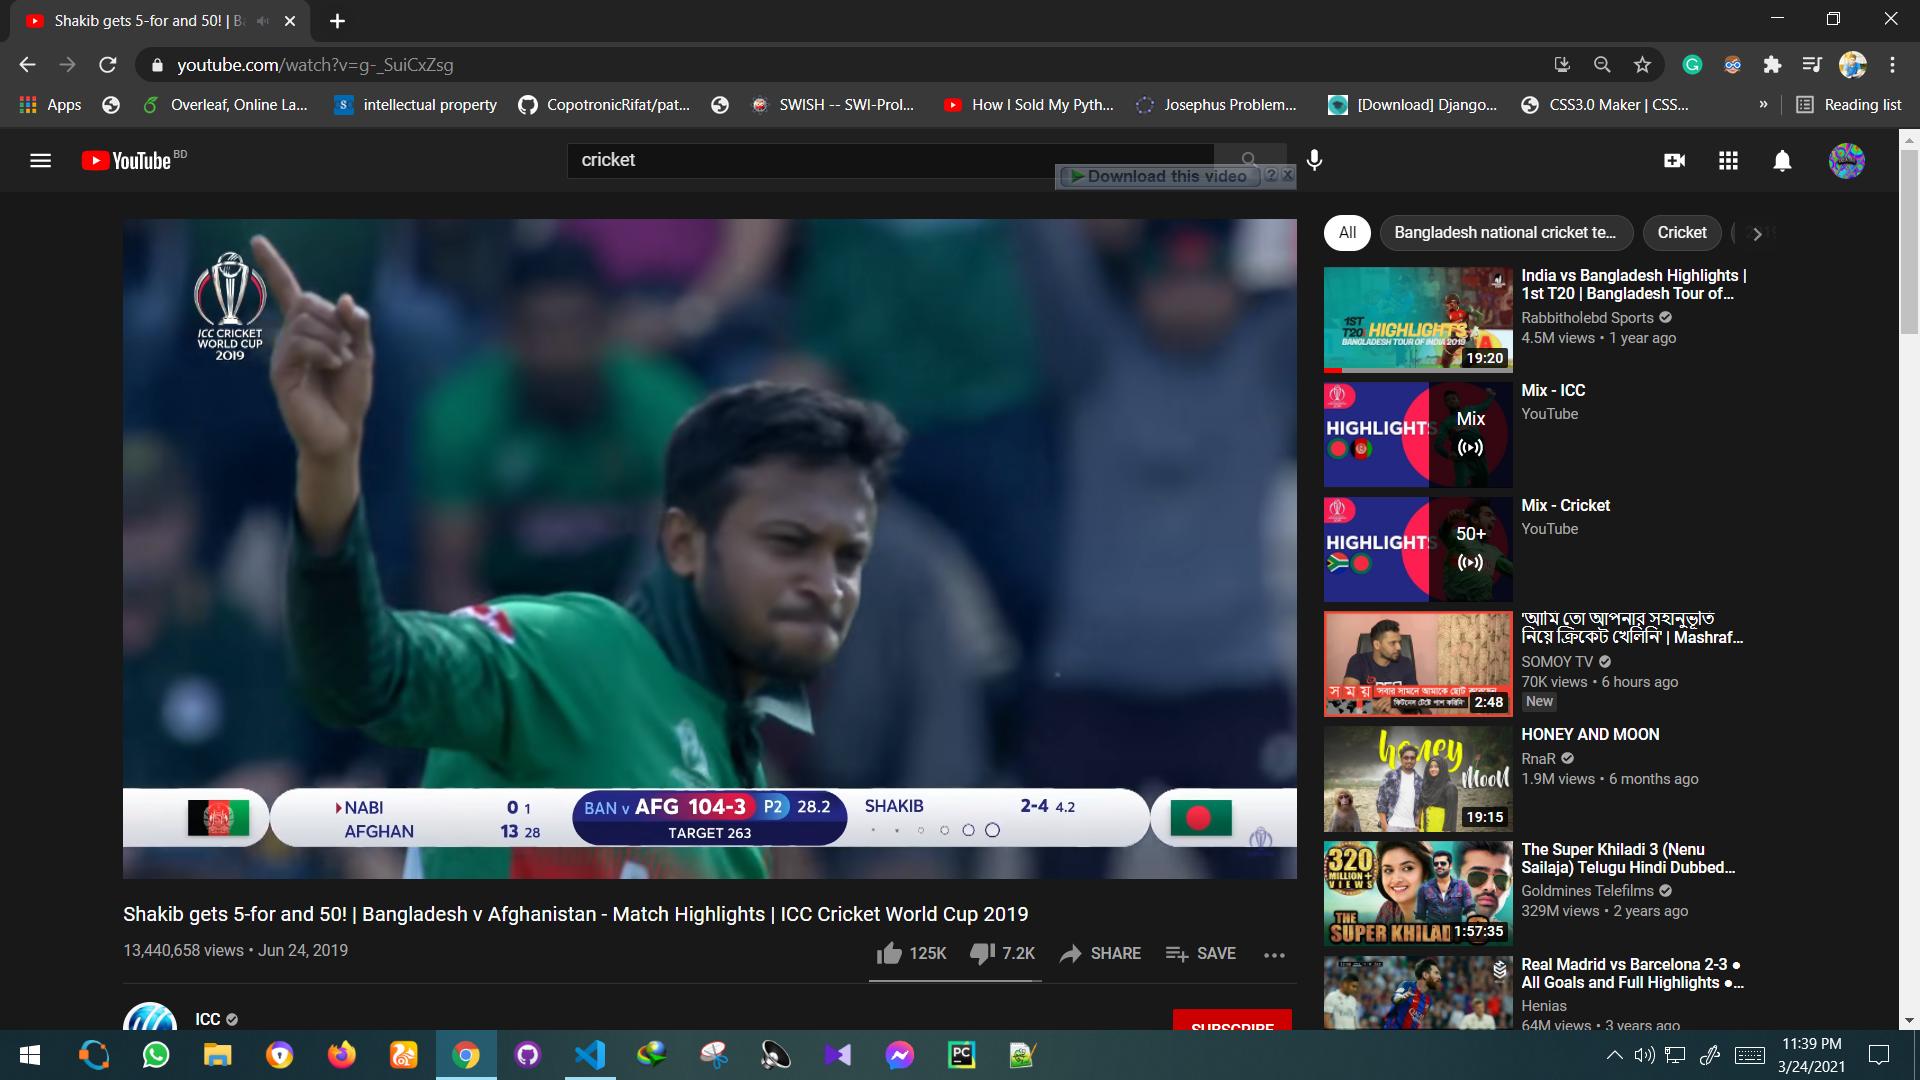 Shakib gets 5-for and 50! | Ba
youtube.com/watch?v=g-_SuiCxZsg
Apps
Overleaf, Online La...
intellectual property
CopotronicRifat/pat...
SWISH -- SWI-Prol...
How I Sold My Pyth...
Josephus Problem...
[Download] Django...
CSS3.0 Maker | CSS...
»
Reading list
YouTube BD
cricket
Download this video
ICC CRICKET
WORLD CUP
2019
NABI 0 1
AFGHAN 13 28
BAN v AFG 104-3 P2 28.2
TARGET 263
SHAKIB 2-4 4.2
Shakib gets 5-for and 50! | Bangladesh v Afghanistan - Match Highlights | ICC Cricket World Cup 2019
13,440,658 views • Jun 24, 2019
125K
7.2K
SHARE
SAVE
ICC
SUBSCRIBE
All
Bangladesh national cricket te...
Cricket
1ST
T20 HIGHLIGHTS
BANGLADESH TOUR OF INDIA 2019
19:20
India vs Bangladesh Highlights |
1st T20 | Bangladesh Tour of...
Rabbitholebd Sports
4.5M views • 1 year ago
HIGHLIGHTS
Mix
Mix - ICC
YouTube
HIGHLIGHTS
50+
Mix - Cricket
YouTube
সময়
2:48
'আমি তো আপনার সহানুভূতি
নিয়ে ক্রিকেট খেলিনি' | Mashraf...
SOMOY TV
70K views • 6 hours ago
New
honey
Moon
19:15
HONEY AND MOON
RnaR
1.9M views • 6 months ago
320
MILLION+
VIEWS
THE
SUPER KHILADI
1:57:35
The Super Khiladi 3 (Nenu
Sailaja) Telugu Hindi Dubbed...
Goldmines Telefilms
329M views • 2 years ago
Real Madrid vs Barcelona 2-3 ●
All Goals and Full Highlights ●...
Henias
64M views • 3 years ago
PC
11:39 PM
3/24/2021